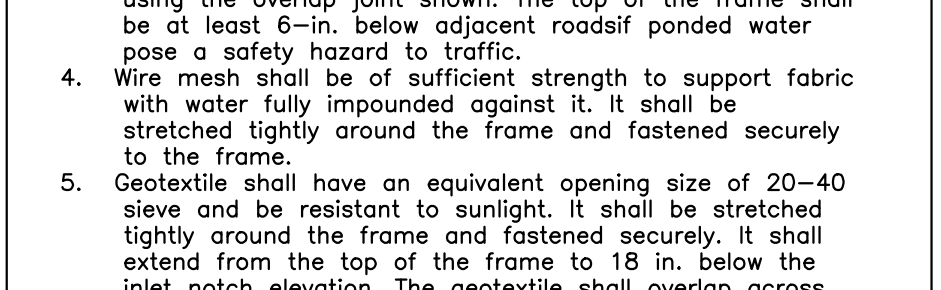 using the overlap joint shown. The top of the frame shall
be at least 6-in. below adjacent roadsif ponded water
pose a safety hazard to traffic.
4. Wire mesh shall be of sufficient strength to support fabric
with water fully impounded against it. It shall be
stretched tightly around the frame and fastened securely
to the frame.
5. Geotextile shall have an equivalent opening size of 20-40
sieve and be resistant to sunlight. It shall be stretched
tightly around the frame and fastened securely. It shall
extend from the top of the frame to 18 in. below the
inlet notch elevation. The geotextile shall overlap across